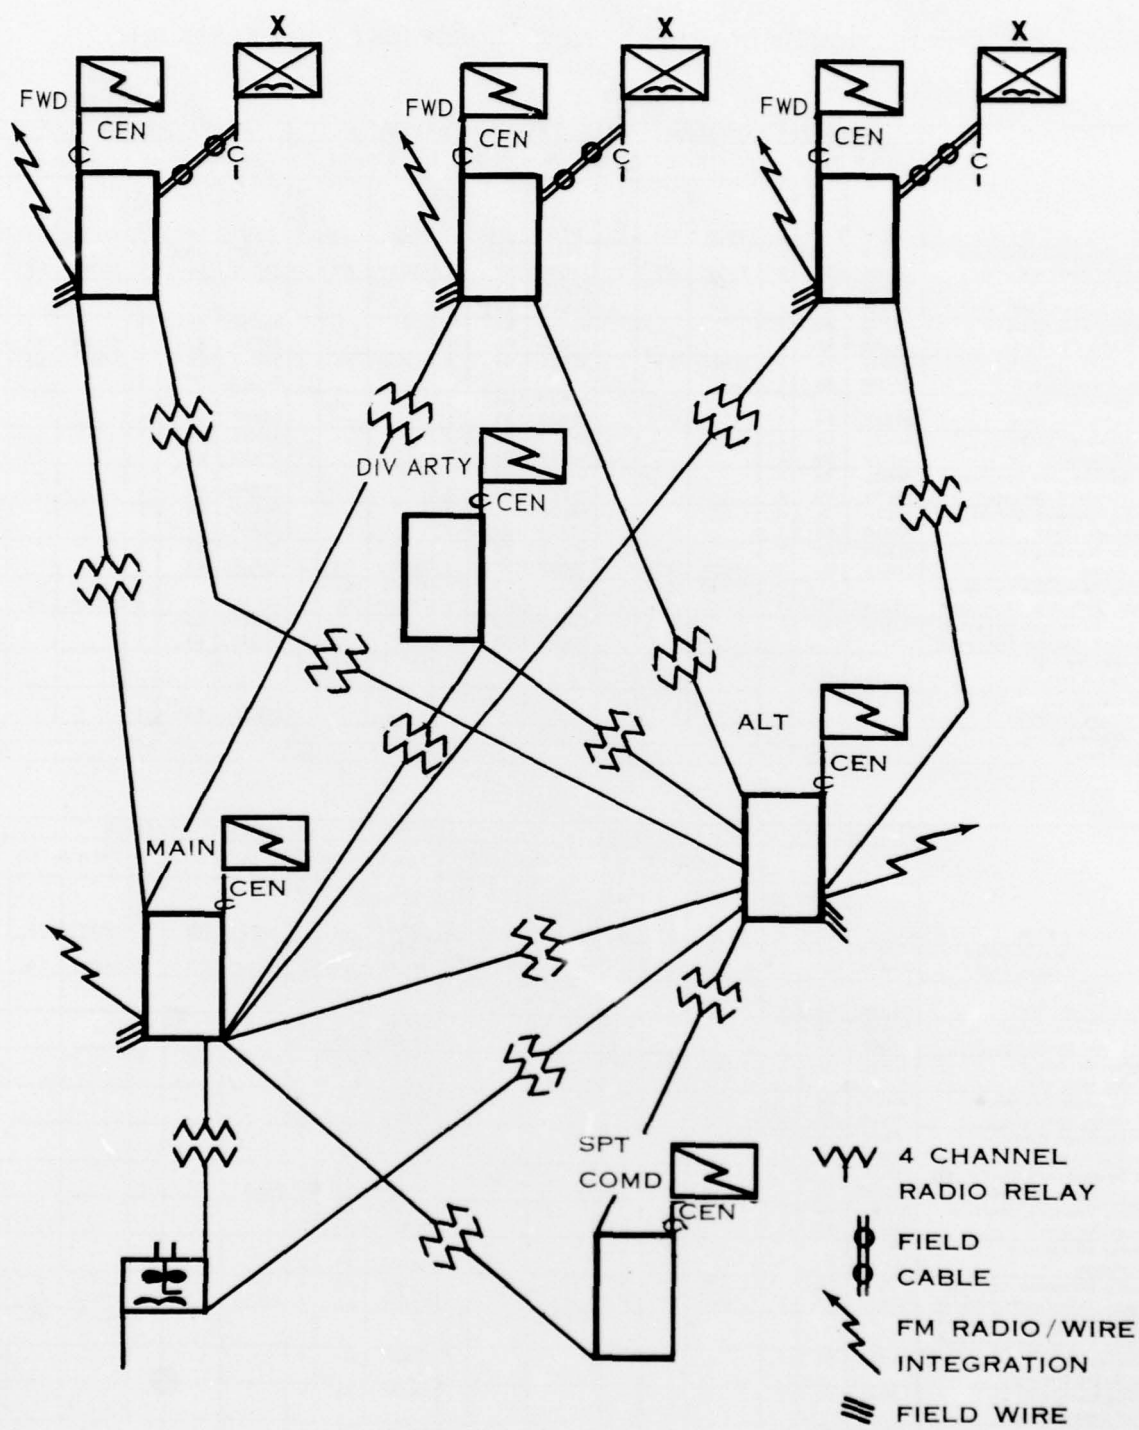 X
X
X
FWD
CEN
C
C
FWD
CEN
C
C
FWD
CEN
C
C
DIV ARTY
C
CEN
ALT
CEN
C
MAIN
CEN
C
SPT
COMD
CEN
C
4 CHANNEL
RADIO RELAY
FIELD
CABLE
FM RADIO/WIRE
INTEGRATION
FIELD WIRE